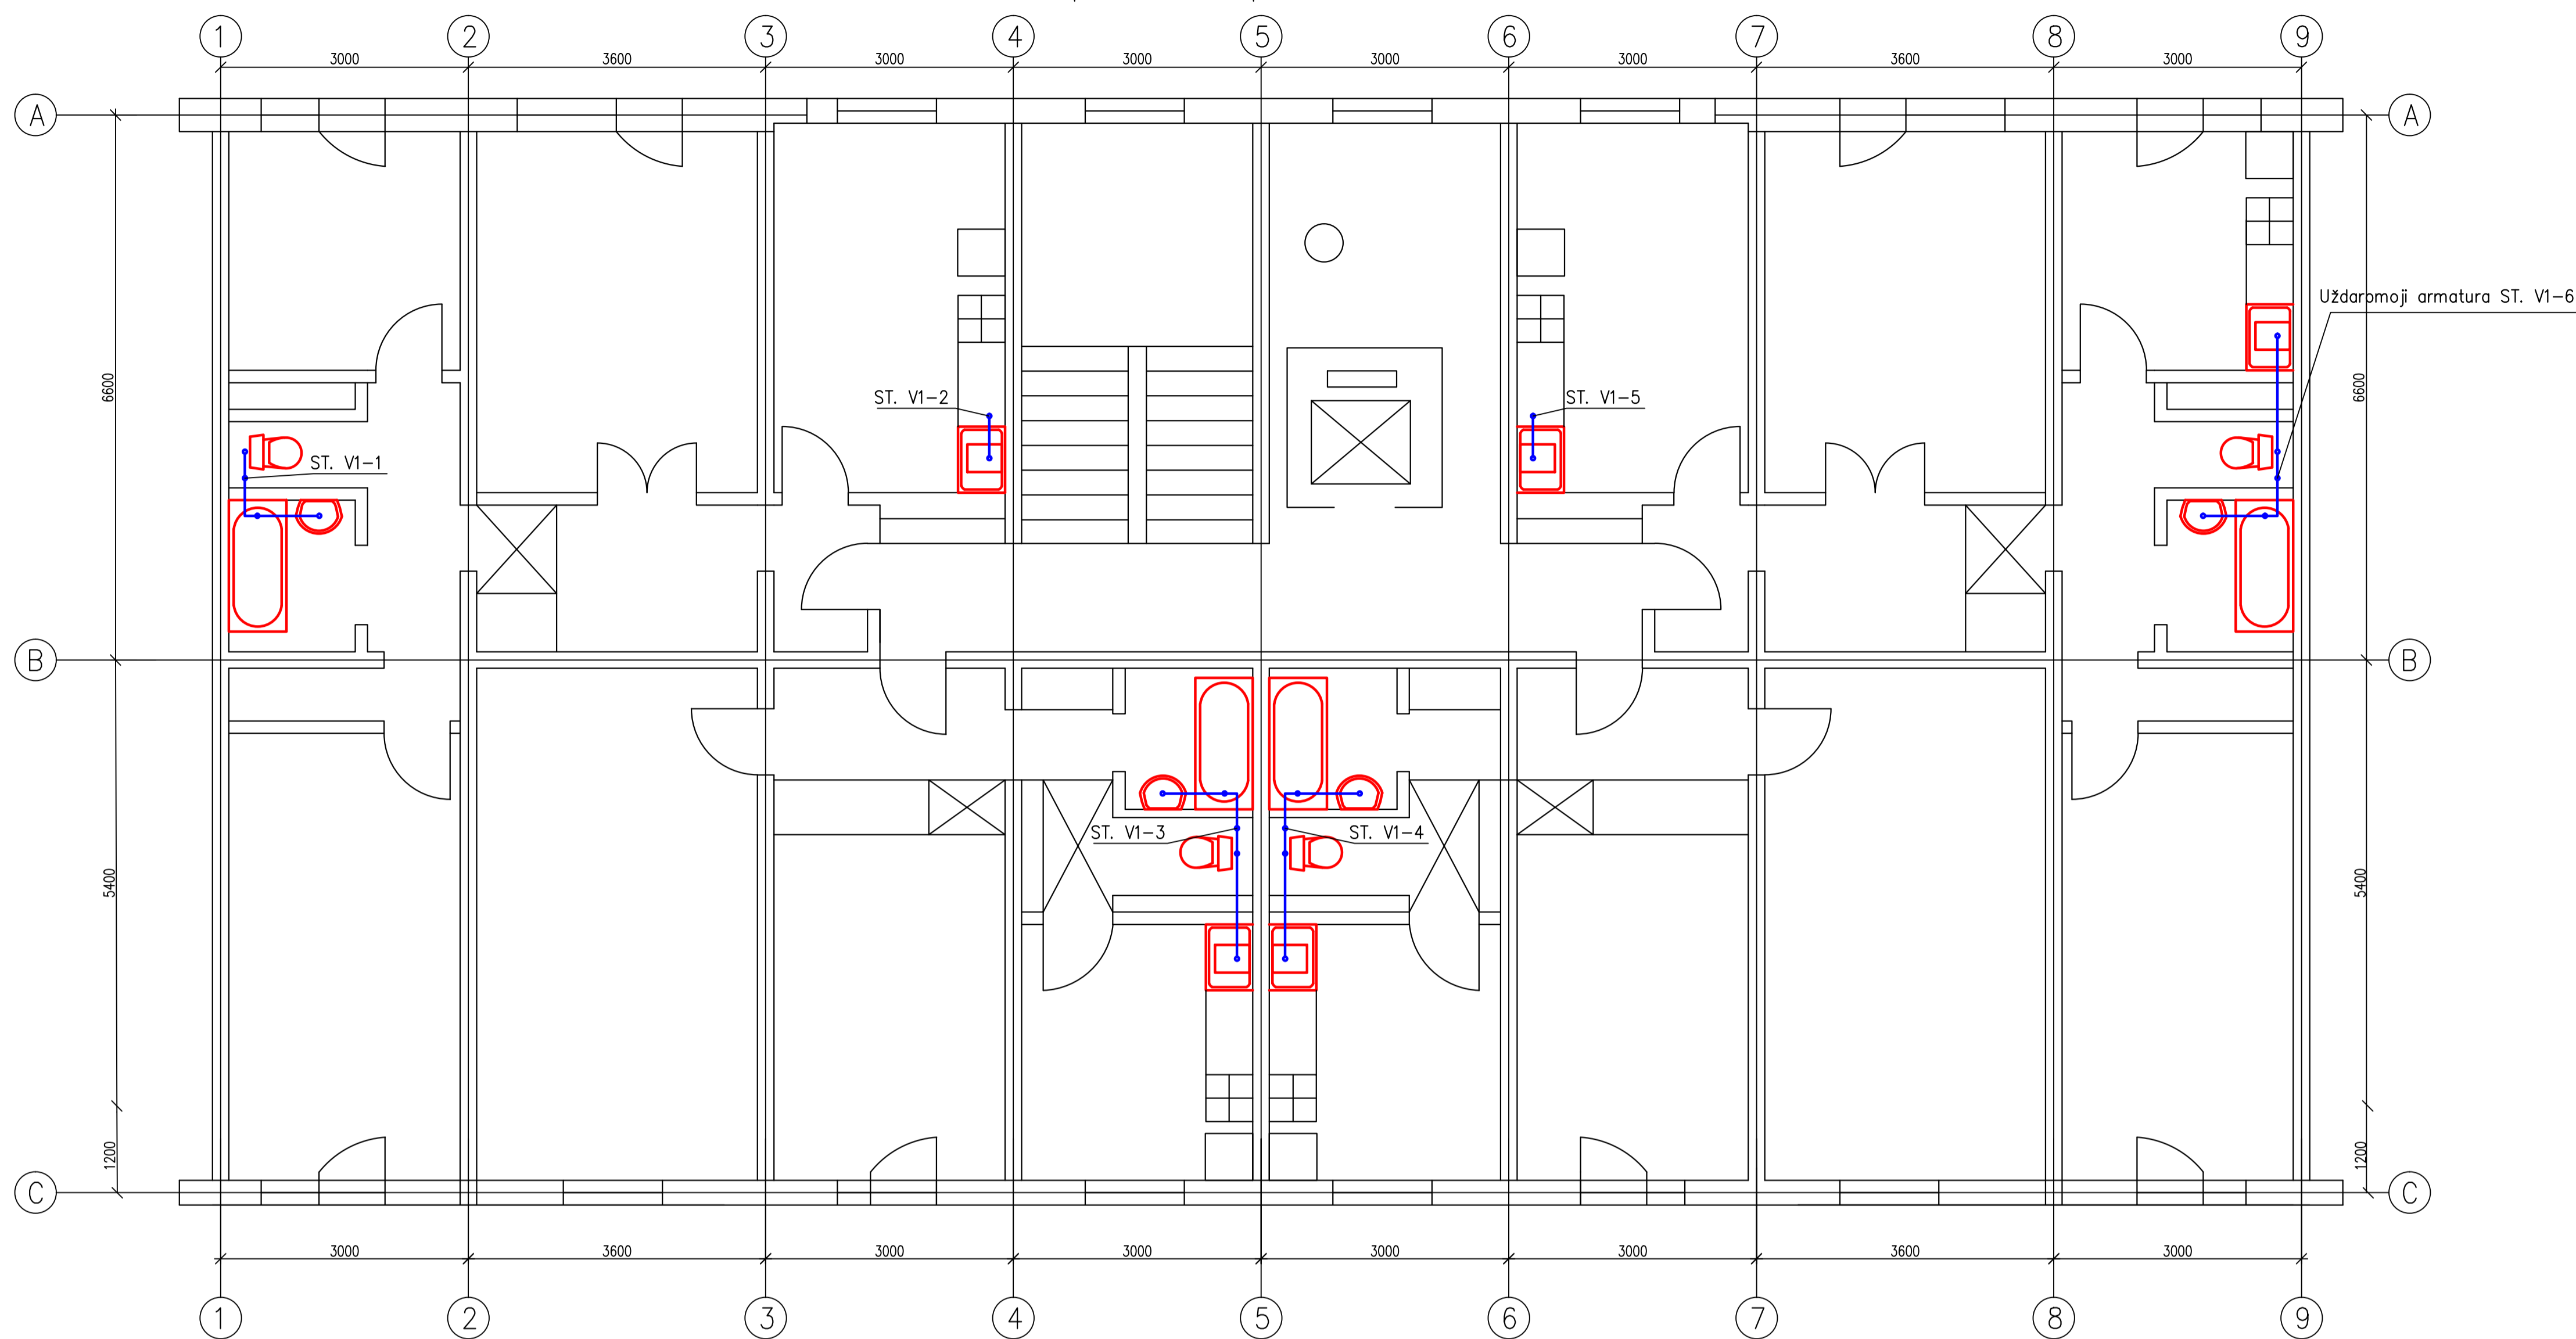 1 2 3 4 5 6 7 8 9
3000 3600 3000 3000 3000 3000 3600 3000
A A
Uždaromoji armatura ST. V1-6
6600 6600
ST. V1-2 ST. V1-5
ST. V1-1
B B
ST. V1-3 ST. V1-4
5400 5400
1200 1200
C C
3000 3600 3000 3000 3000 3000 3600 3000
1 2 3 4 5 6 7 8 9